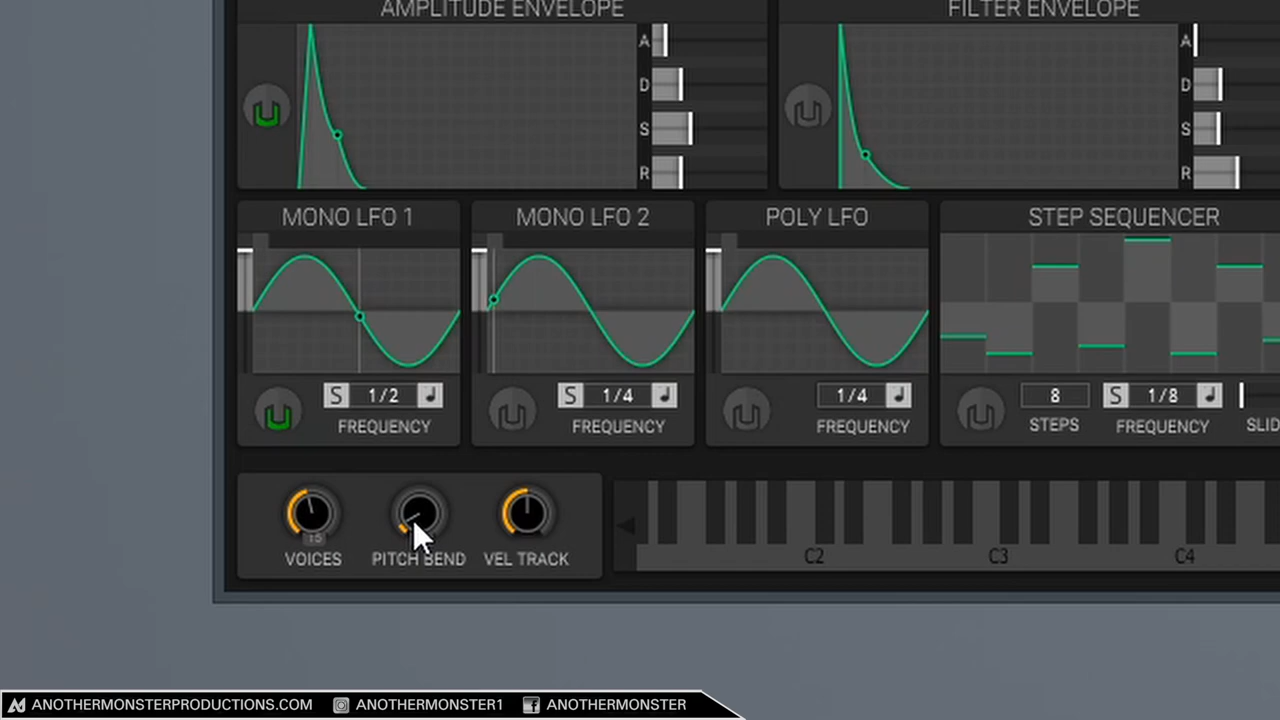 AMPLITUDE ENVELOPE
FILTER ENVELOPE
A
D
S
R
A
D
S
R
MONO LFO 1
MONO LFO 2
POLY LFO
STEP SEQUENCER
S 1/2
FREQUENCY
S 1/4
FREQUENCY
1/4
FREQUENCY
8
STEPS
S 1/8
FREQUENCY
SLID
VOICES
PITCH BEND
VEL TRACK
C2
C3
C4
ANOTHERMONSTERPRODUCTIONS.COM
ANOTHERMONSTER1
ANOTHERMONSTER